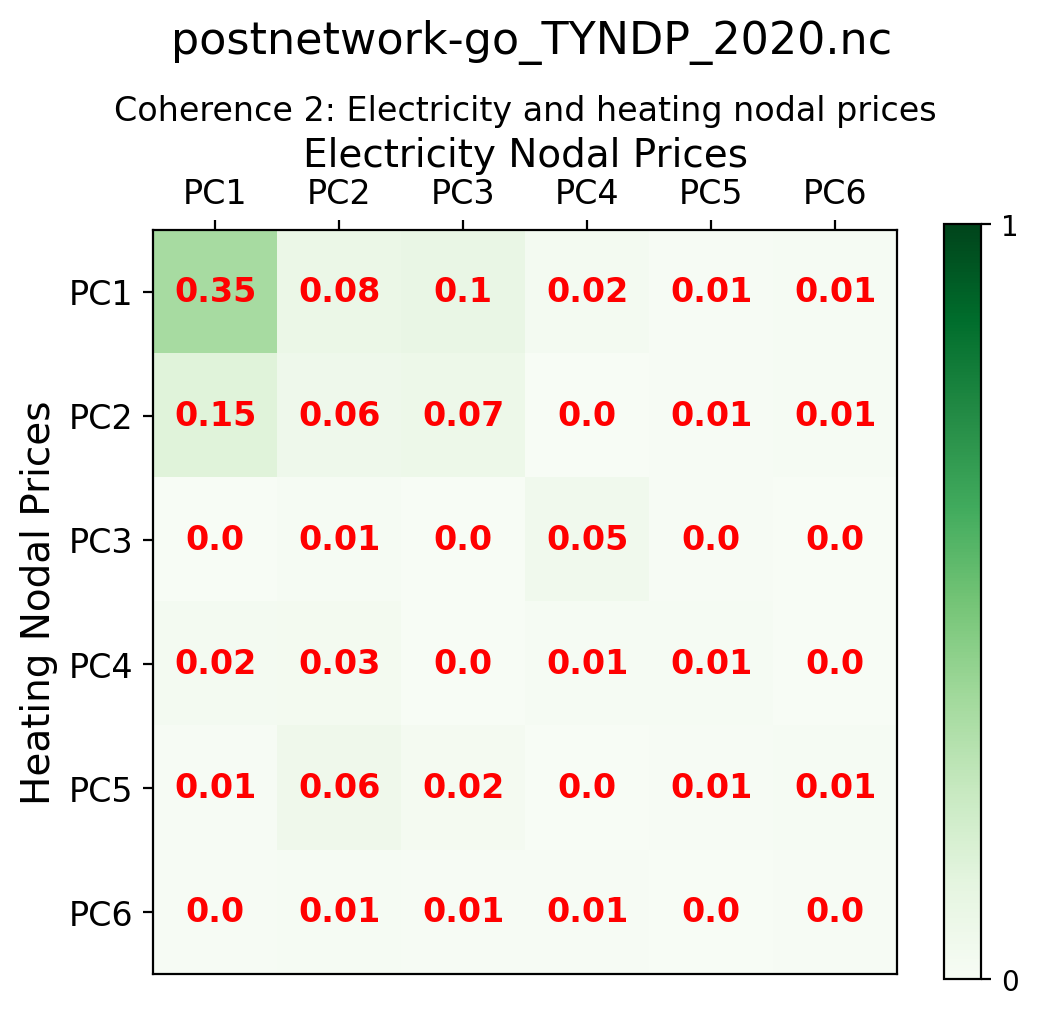 postnetwork-go_TYNDP_2020.nc
Coherence 2: Electricity and heating nodal prices
Electricity Nodal Prices
PC1 PC2 PC3 PC4 PC5 PC6
1
PC1 0.35 0.08 0.1 0.02 0.01 0.01
PC2 0.15 0.06 0.07 0.0 0.01 0.01
PC3 0.0 0.01 0.0 0.05 0.0 0.0
PC4 0.02 0.03 0.0 0.01 0.01 0.0
PC5 0.01 0.06 0.02 0.0 0.01 0.01
PC6 0.0 0.01 0.01 0.01 0.0 0.0
0
Heating Nodal Prices